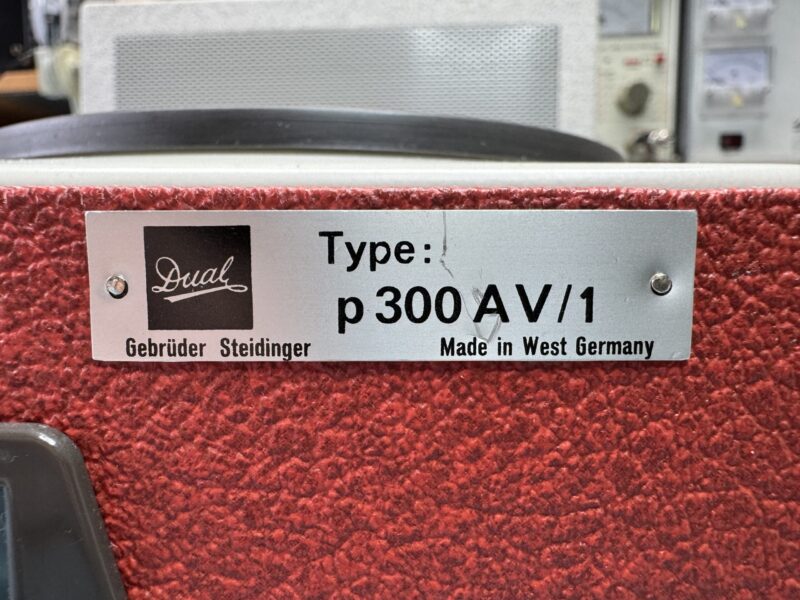 Dual
Type:
p 300 AV/1
Gebrüder Steidinger
Made in West Germany